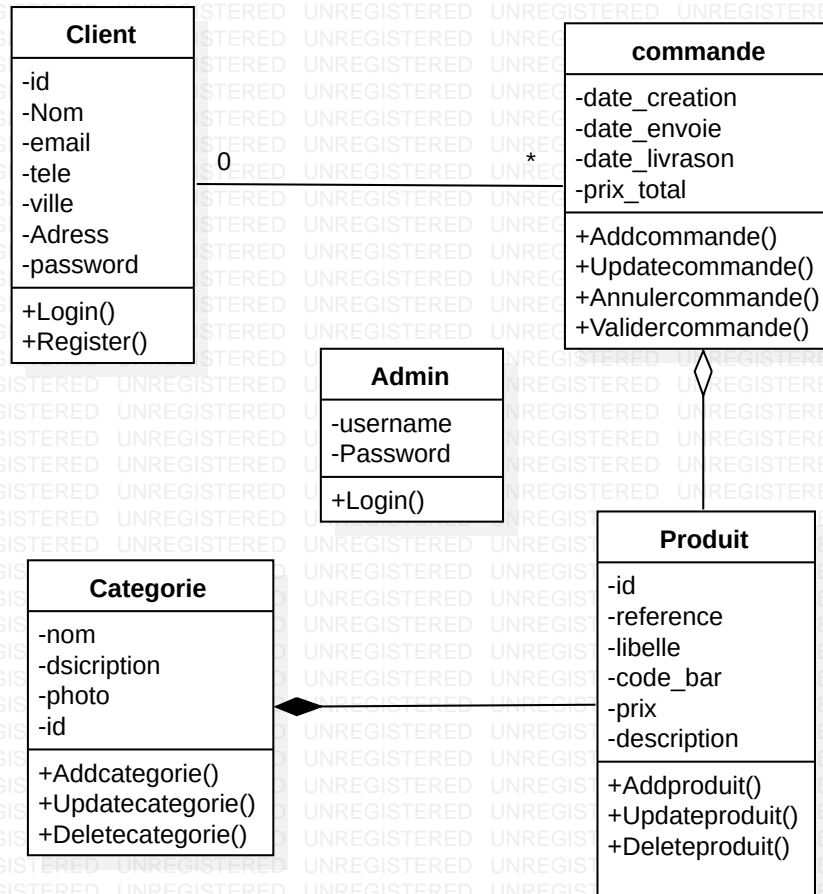 Client
-id
-Nom
-email
-tele
-ville
-Adress
-password
+Login()
+Register()
0
*
commande
-date_creation
-date_envoie
-date_livrason
-prix_total
+Addcommande()
+Updatecommande()
+Annulercommande()
+Validercommande()
Admin
-username
-Password
+Login()
Categorie
-nom
-dsicription
-photo
-id
+Addcategorie()
+Updatecategorie()
+Deletecategorie()
Produit
-id
-reference
-libelle
-code_bar
-prix
-description
+Addproduit()
+Updateproduit()
+Deleteproduit()
UNREGISTERED